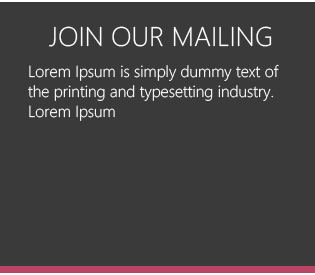 JOIN OUR MAILING
Lorem Ipsum is simply dummy text of
the printing and typesetting industry.
Lorem Ipsum